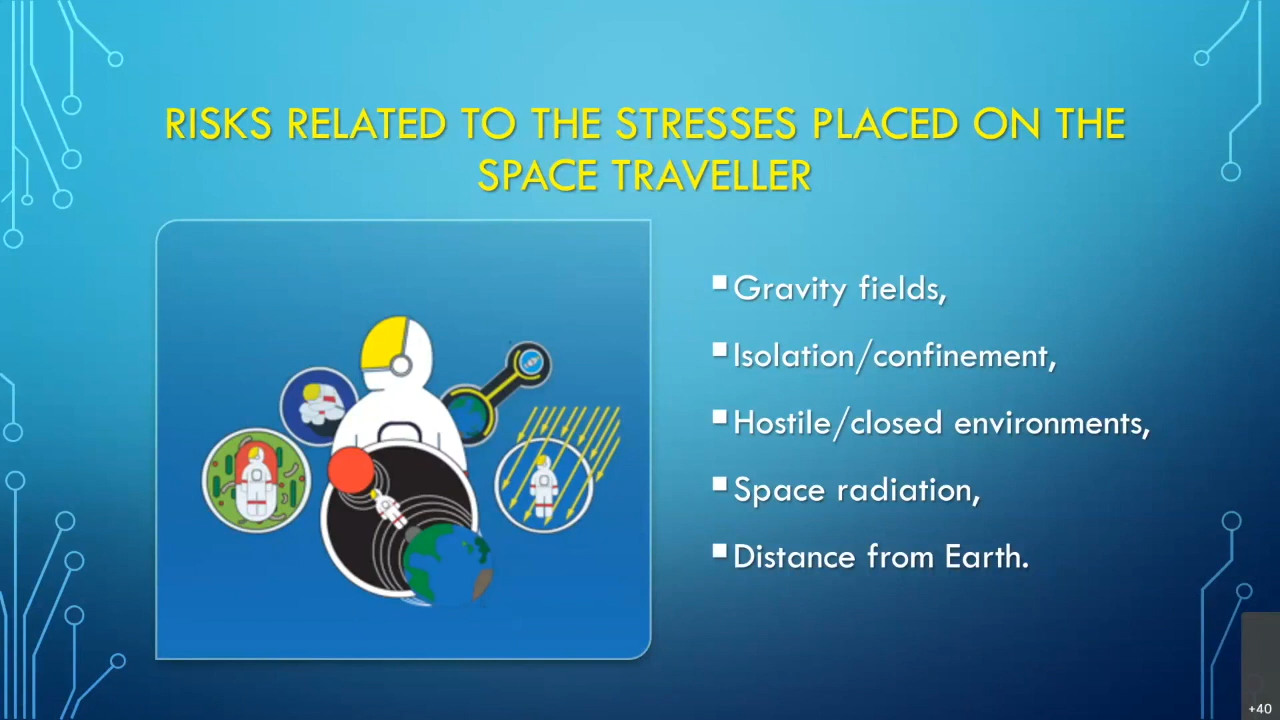 RISKS RELATED TO THE STRESSES PLACED ON THE
SPACE TRAVELLER
▪Gravity fields,
▪Isolation/confinement,
▪Hostile/closed environments,
▪Space radiation,
▪Distance from Earth.
+40